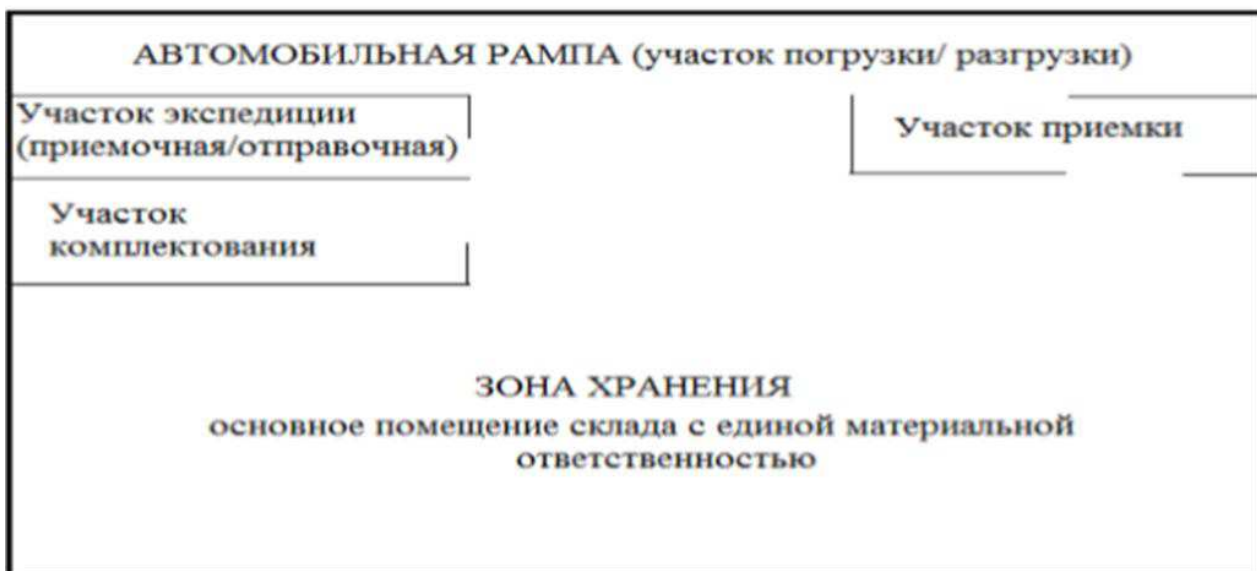 АВТОМОБИЛЬНАЯ РАМПА (участок погрузки/ разгрузки)
Участок экспедиции
(приемочная/отправочная)
Участок приемки
Участок
комплектования
ЗОНА ХРАНЕНИЯ
основное помещение склада с единой материальной
ответственностью